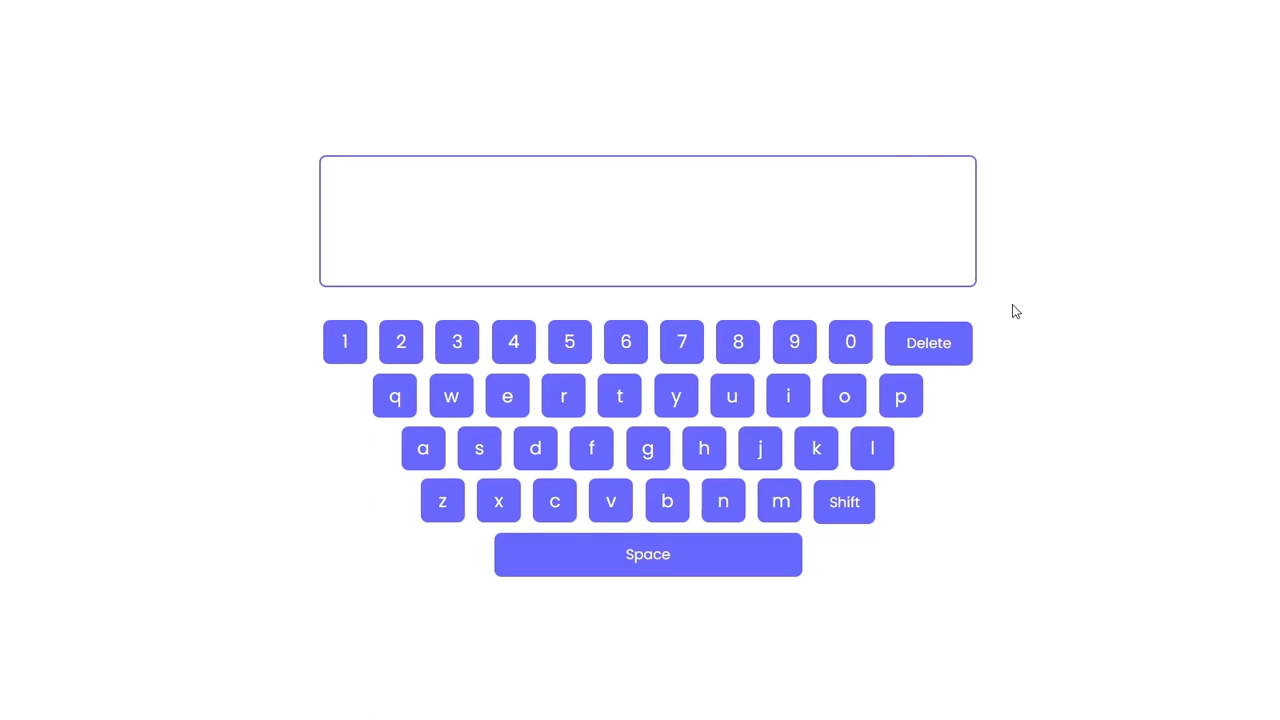 1 2 3 4 5 6 7 8 9 0 Delete
q w e r t y u i o p
a s d f g h j k l
z x c v b n m Shift
Space